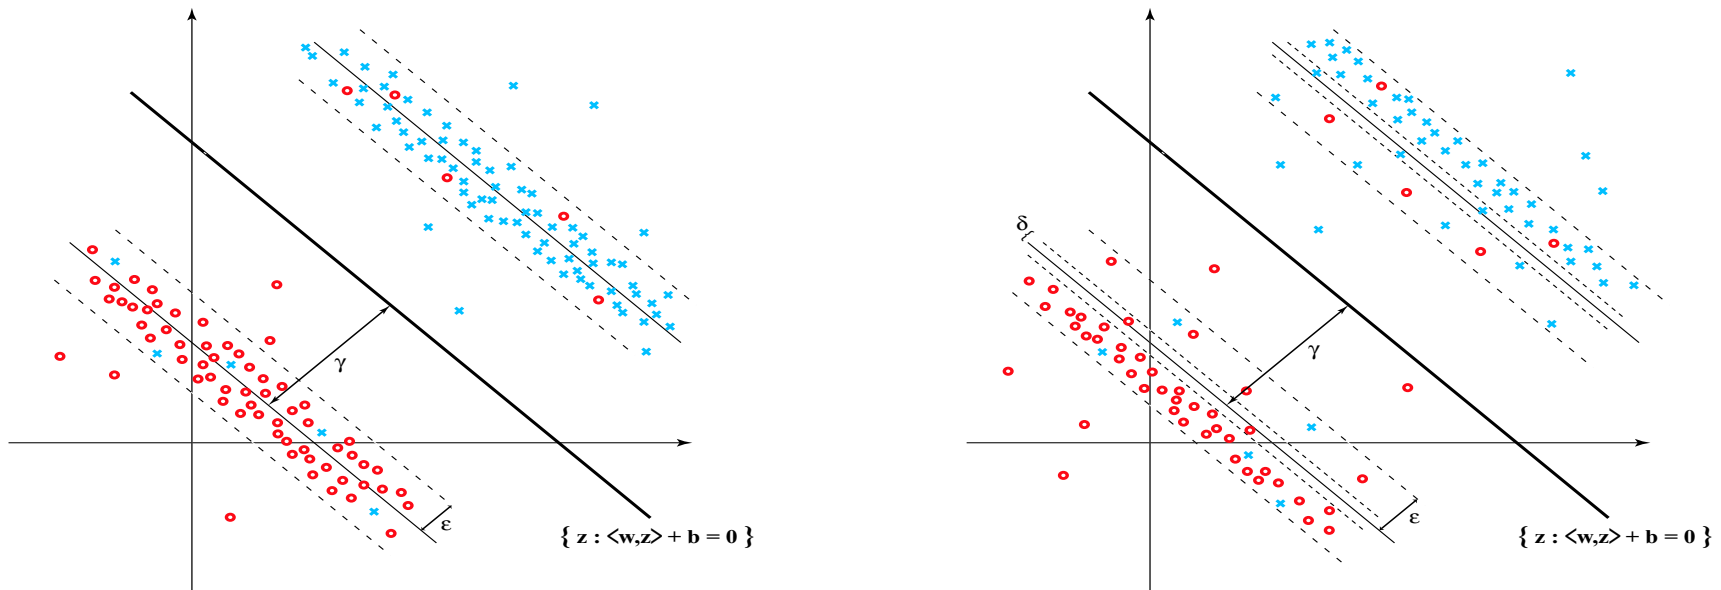 γ
ε
{ z : <w,z> + b = 0 }
δ
γ
ε
{ z : <w,z> + b = 0 }